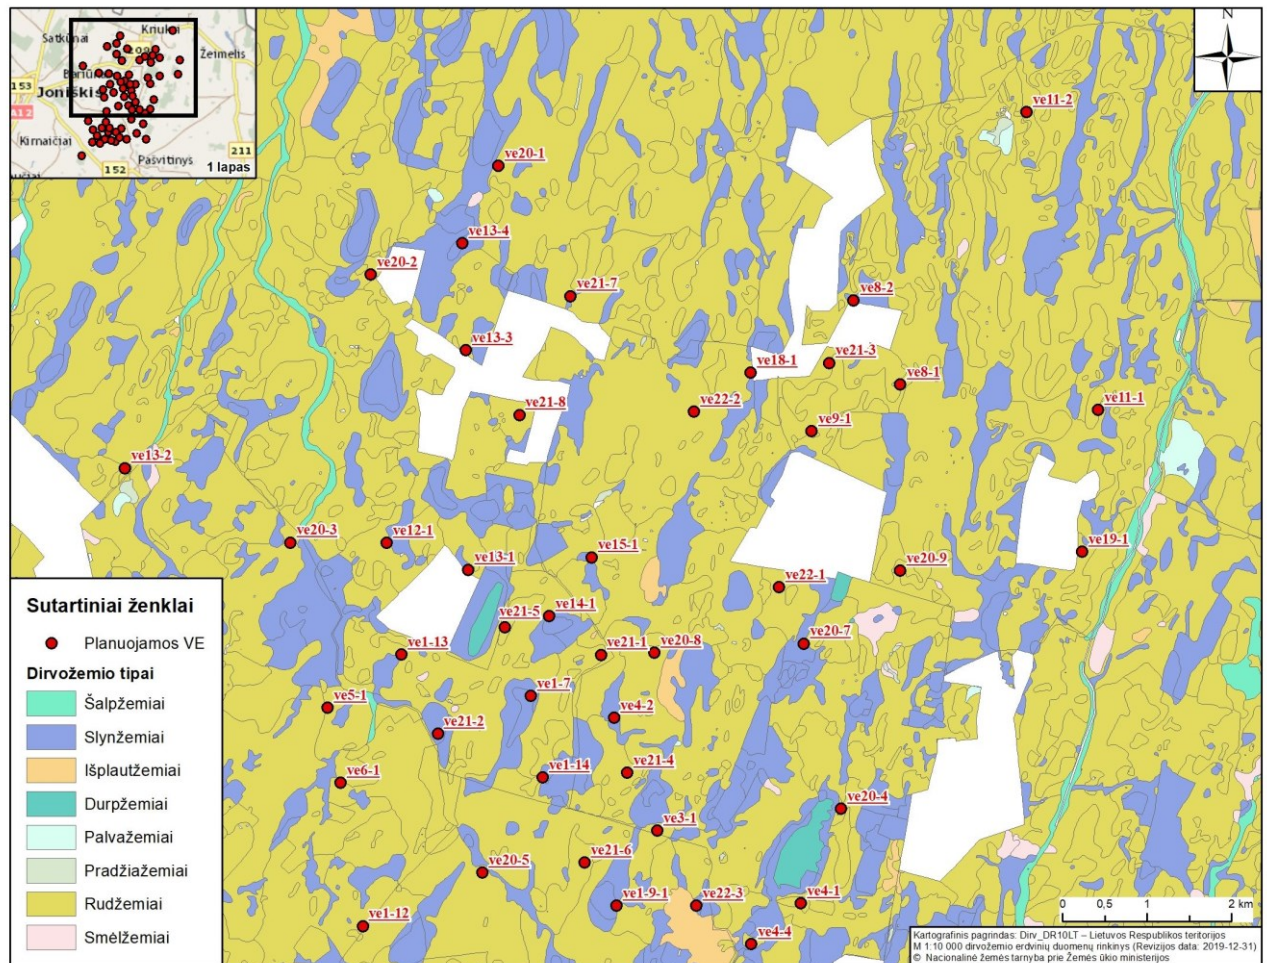 Knukai
Satkūnai
Žeimelis
209
153
Joniškis
A12
Kirnaičiai
211
Pašvitinys
152
1 lapas
N
ve11-2
ve20-1
ve13-4
ve20-2
ve21-7
ve8-2
ve13-3
ve21-3
ve18-1
ve8-1
ve21-8
ve22-2
ve11-1
ve9-1
ve13-2
ve20-3
ve12-1
ve13-1
ve15-1
ve19-1
ve20-9
ve22-1
ve21-5
ve14-1
ve20-7
ve1-13
ve21-1
ve20-8
ve5-1
ve1-7
ve4-2
ve21-2
ve6-1
ve1-14
ve21-4
ve20-4
ve3-1
ve20-5
ve21-6
ve1-9-1
ve22-3
ve4-1
ve1-12
ve4-4
Sutartiniai ženklai
Planuojamos VE
Dirvožemio tipai
Šalpžemiai
Slynžemiai
Išplautžemiai
Durpžemiai
Palvažemiai
Pradžiažemiai
Rudžemiai
Smėlžemiai
0 0,5 1 2 km
Kartografinis pagrindas: Dirv_DR10LT – Lietuvos Respublikos teritorijos
M 1:10 000 dirvožemio erdvinių duomenų rinkinys (Revizijos data: 2019-12-31)
© Nacionalinė žemės tarnyba prie Žemės ūkio ministerijos